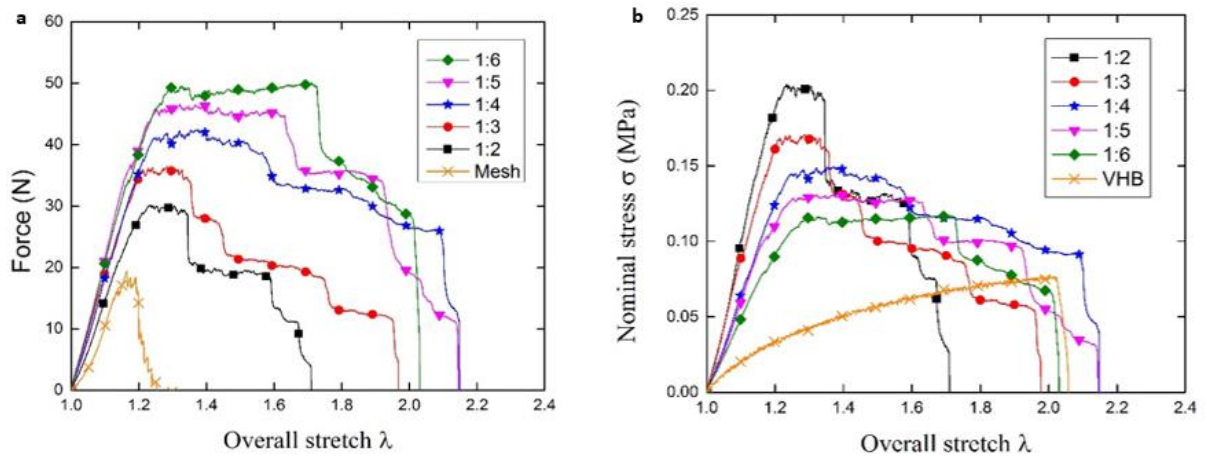 a
60
50
40
30
20
10
0
Force (N)
1:6
1:5
1:4
1:3
1:2
Mesh
1.0 1.2 1.4 1.6 1.8 2.0 2.2 2.4
Overall stretch λ
b
0.25
0.20
0.15
0.10
0.05
0.00
Nominal stress σ (MPa)
1:2
1:3
1:4
1:5
1:6
VHB
1.0 1.2 1.4 1.6 1.8 2.0 2.2 2.4
Overall stretch λ